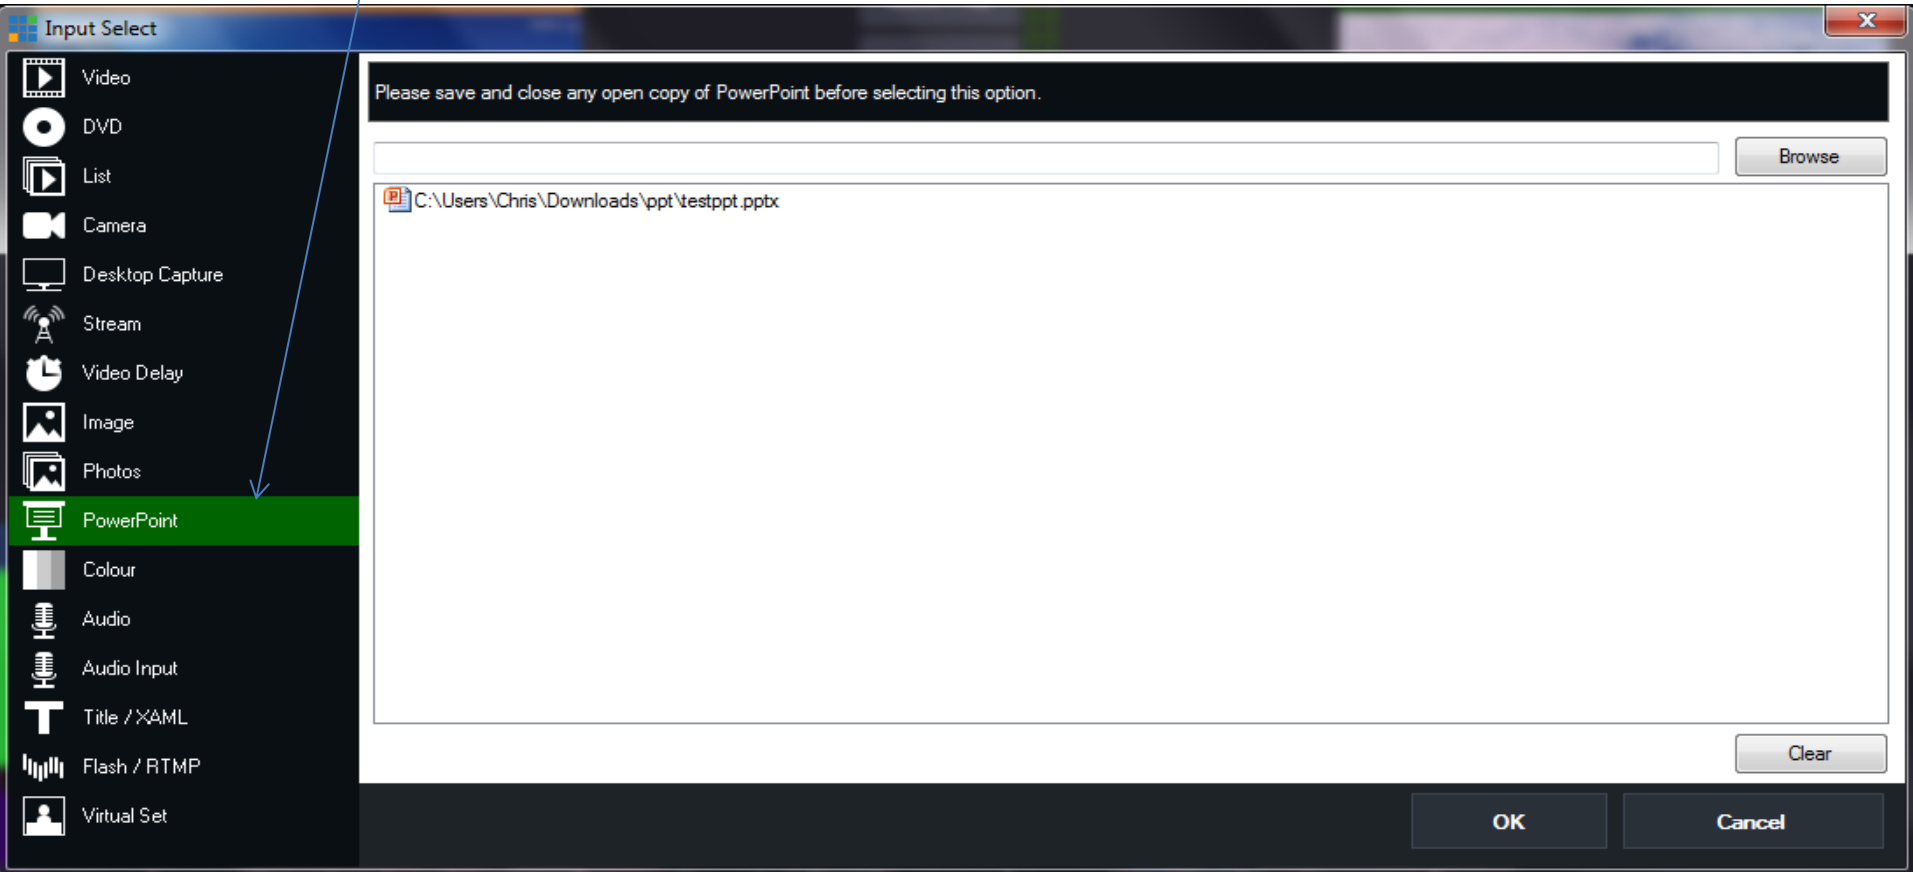 Input Select
Video
DVD
List
Camera
Desktop Capture
Stream
Video Delay
Image
Photos
PowerPoint
Colour
Audio
Audio Input
Title / XAML
Flash / RTMP
Virtual Set
Please save and close any open copy of PowerPoint before selecting this option.
Browse
C:\Users\Chris\Downloads\ppt\testppt.pptx
Clear
OK
Cancel